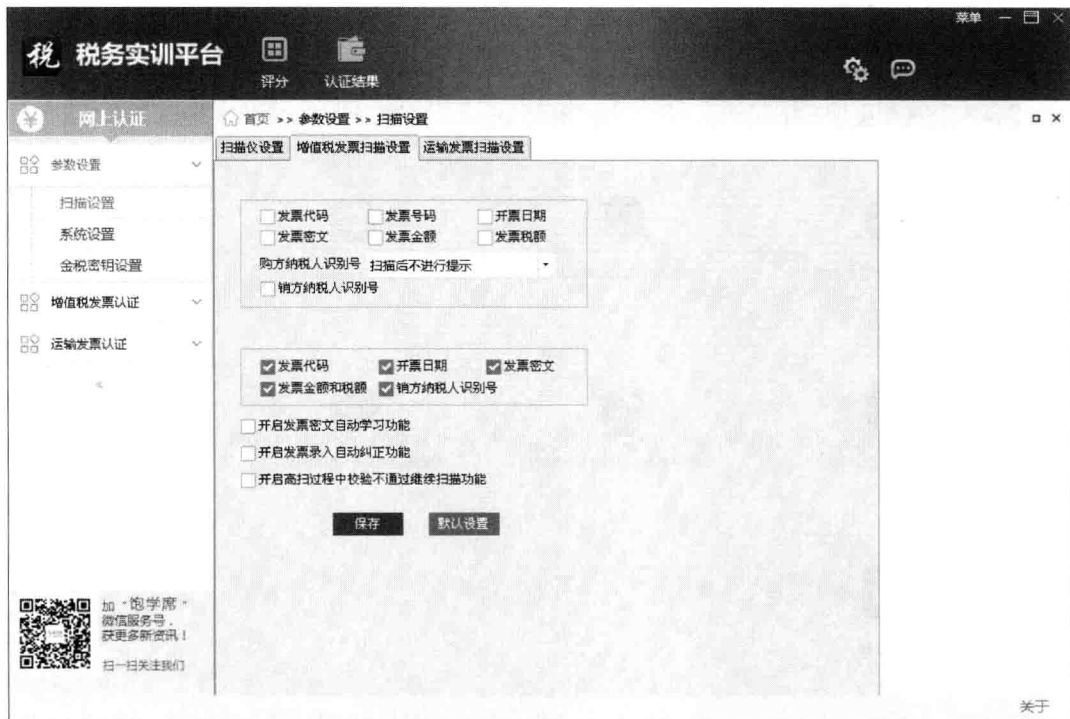 菜单
税 税务实训平台
评分 认证结果
网上认证
首页 >> 参数设置 >> 扫描设置
扫描仪设置 增值税发票扫描设置 运输发票扫描设置
参数设置
扫描设置
系统设置
金税密钥设置
增值税发票认证
运输发票认证
发票代码 发票号码 开票日期
发票密文 发票金额 发票税额
购方纳税人识别号 扫描后不进行提示
销方纳税人识别号
发票代码 开票日期 发票密文
发票金额和税额 销方纳税人识别号
开启发票密文自动学习功能
开启发票录入自动纠正功能
开启高扫过程中校验不通过继续扫描功能
保存 默认设置
加“饱学席”
微信服务号,
获更多新资讯!
扫一扫关注我们
关于